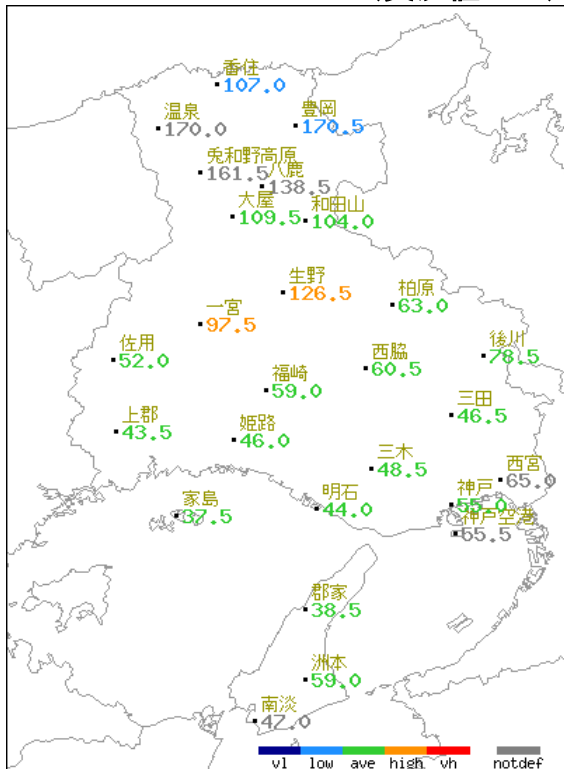 香住
107.0
温泉
170.0
豊岡
170.5
兎和野高原
161.5
八鹿
138.5
大屋
109.5
和田山
104.0
生野
126.5
柏原
63.0
一宮
97.5
佐用
52.0
西脇
60.5
後川
78.5
福崎
59.0
三田
46.5
上郡
43.5
姫路
46.0
三木
48.5
西宮
65.0
家島
37.5
明石
44.0
神戸
55.0
神戸空港
55.5
郡家
38.5
洲本
59.0
南淡
47.0
vl low ave high vh notdef